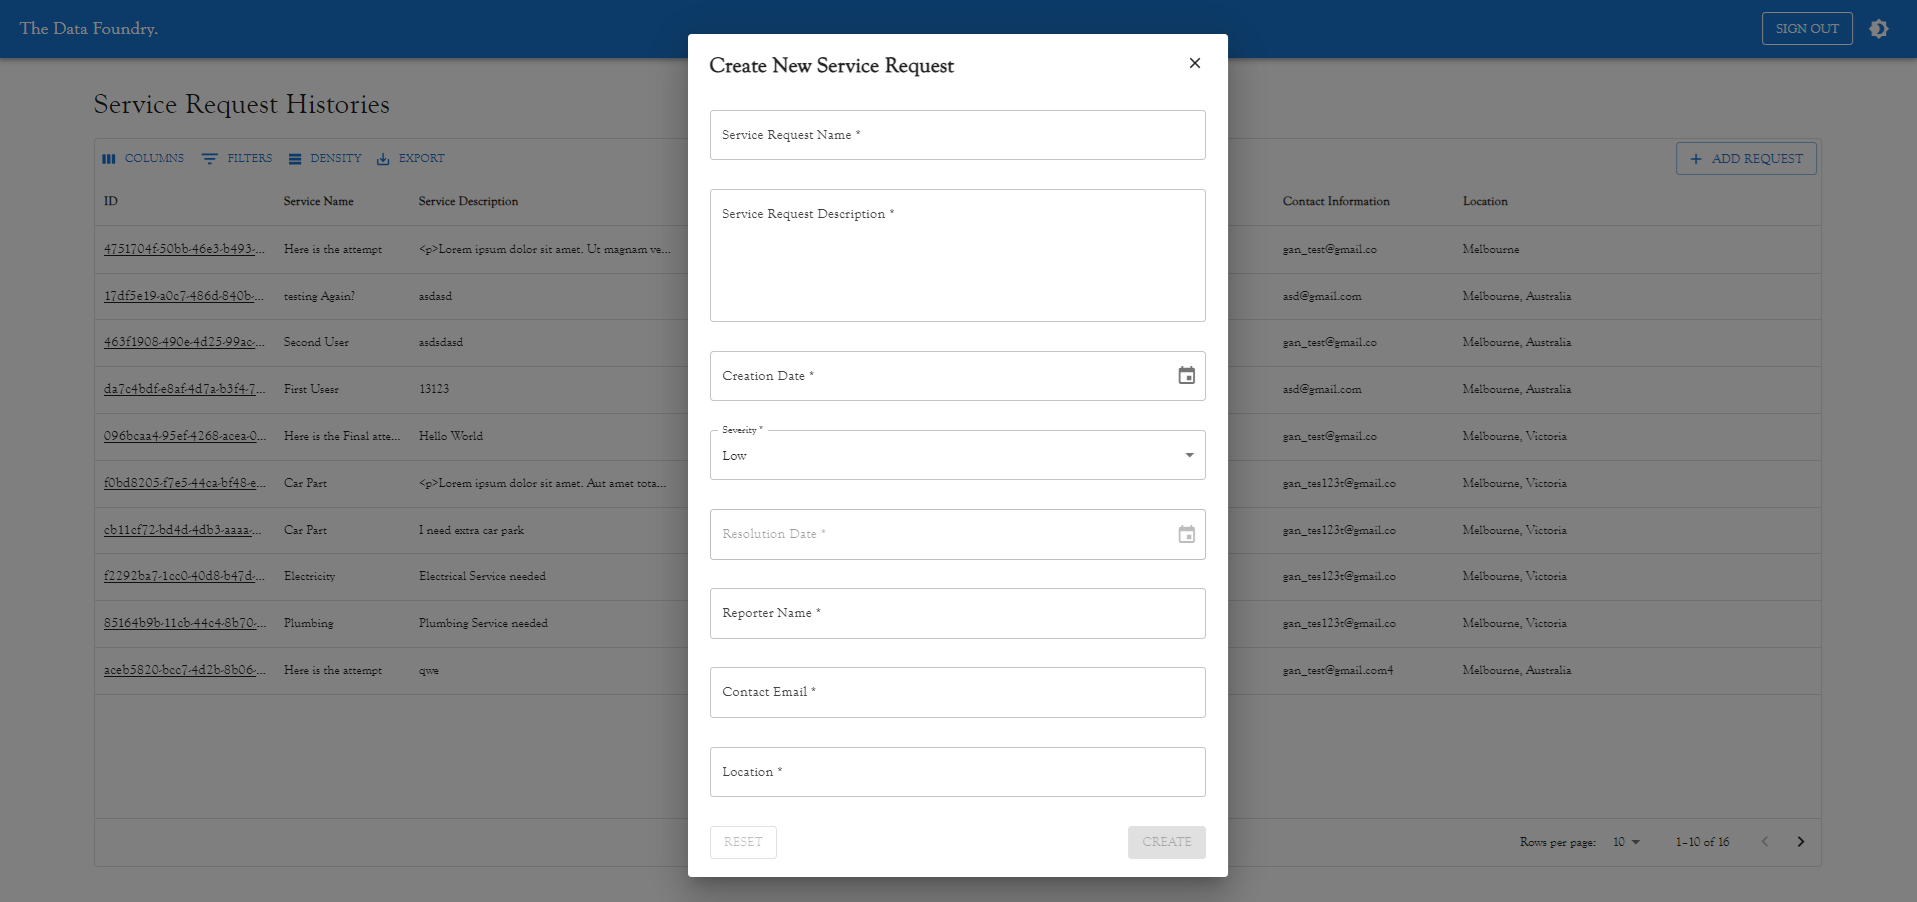 The Data Foundry.
SIGN OUT
Service Request Histories
COLUMNS FILTERS DENSITY EXPORT
ADD REQUEST
ID Service Name Service Description Contact Information Location
4751704f-50bb-46e3-b493-... Here is the attempt <p>Lorem ipsum dolor sit amet. Ut magnam ve... gan_test@gmail.co Melbourne
17df5e19-a0c7-486d-840b-... testing Again? asdasd asd@gmail.com Melbourne, Australia
463f1908-490e-4d25-99ac-... Second User asdsdasd gan_test@gmail.co Melbourne, Australia
da7c4bdf-e8af-4d7a-b3f4-7... First Usesr 13123 asd@gmail.com Melbourne, Australia
096bcaa4-95ef-4268-acea-0... Here is the Final atte... Hello World gan_test@gmail.co Melbourne, Victoria
f0bd8205-f7e5-44ca-bf48-e... Car Part <p>Lorem ipsum dolor sit amet. Aut amet tota... gan_tes123t@gmail.co Melbourne, Victoria
cb11cf72-bd4d-4db3-aaaa-... Car Part I need extra car park gan_tes123t@gmail.co Melbourne, Victoria
f2292ba7-1cc0-40d8-b47d-... Electricity Electrical Service needed gan_tes123t@gmail.co Melbourne, Victoria
85164b9b-11cb-44c4-8b70-... Plumbing Plumbing Service needed gan_tes123t@gmail.co Melbourne, Victoria
aceb5820-bcc7-4d2b-8b06-... Here is the attempt qwe gan_test@gmail.com4 Melbourne, Australia
Rows per page: 10 1–10 of 16
Create New Service Request
Service Request Name *
Service Request Description *
Creation Date *
Severity *
Low
Resolution Date *
Reporter Name *
Contact Email *
Location *
RESET CREATE